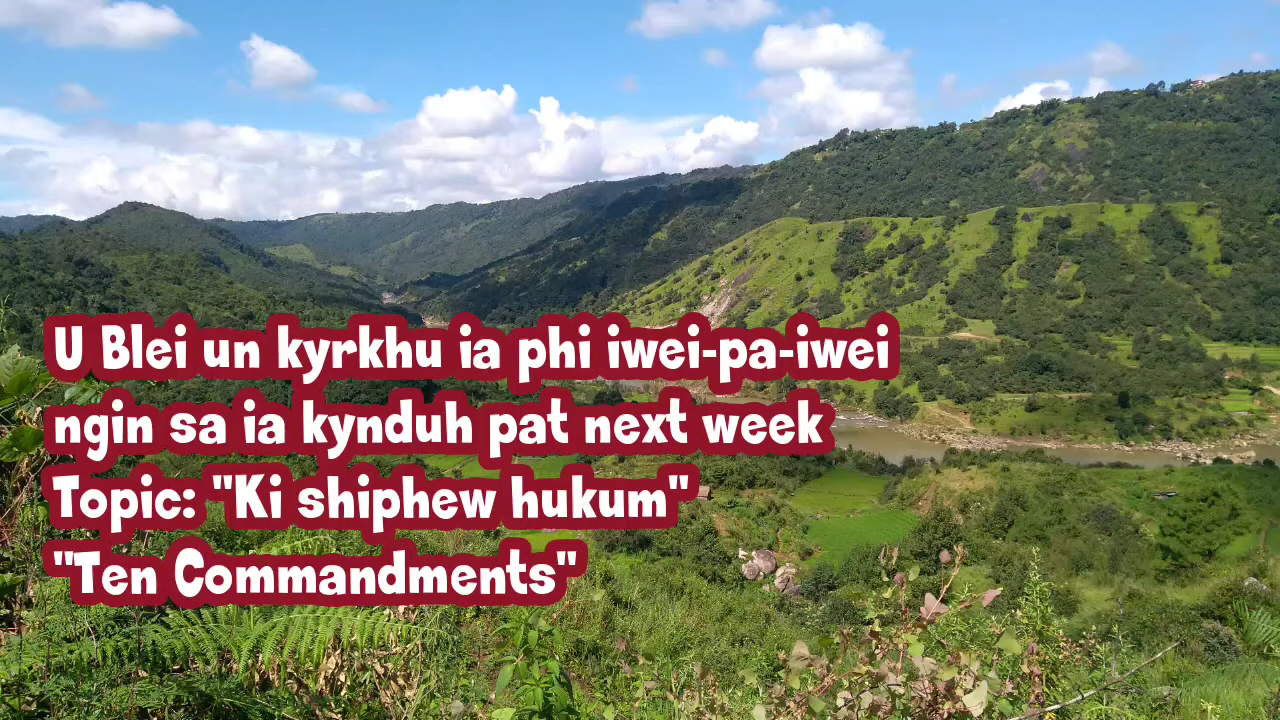 U Blei un kyrkhu ia phi iwei-pa-iwei
ngin sa ia kynduh pat next week
Topic: "Ki shiphew hukum"
"Ten Commandments"